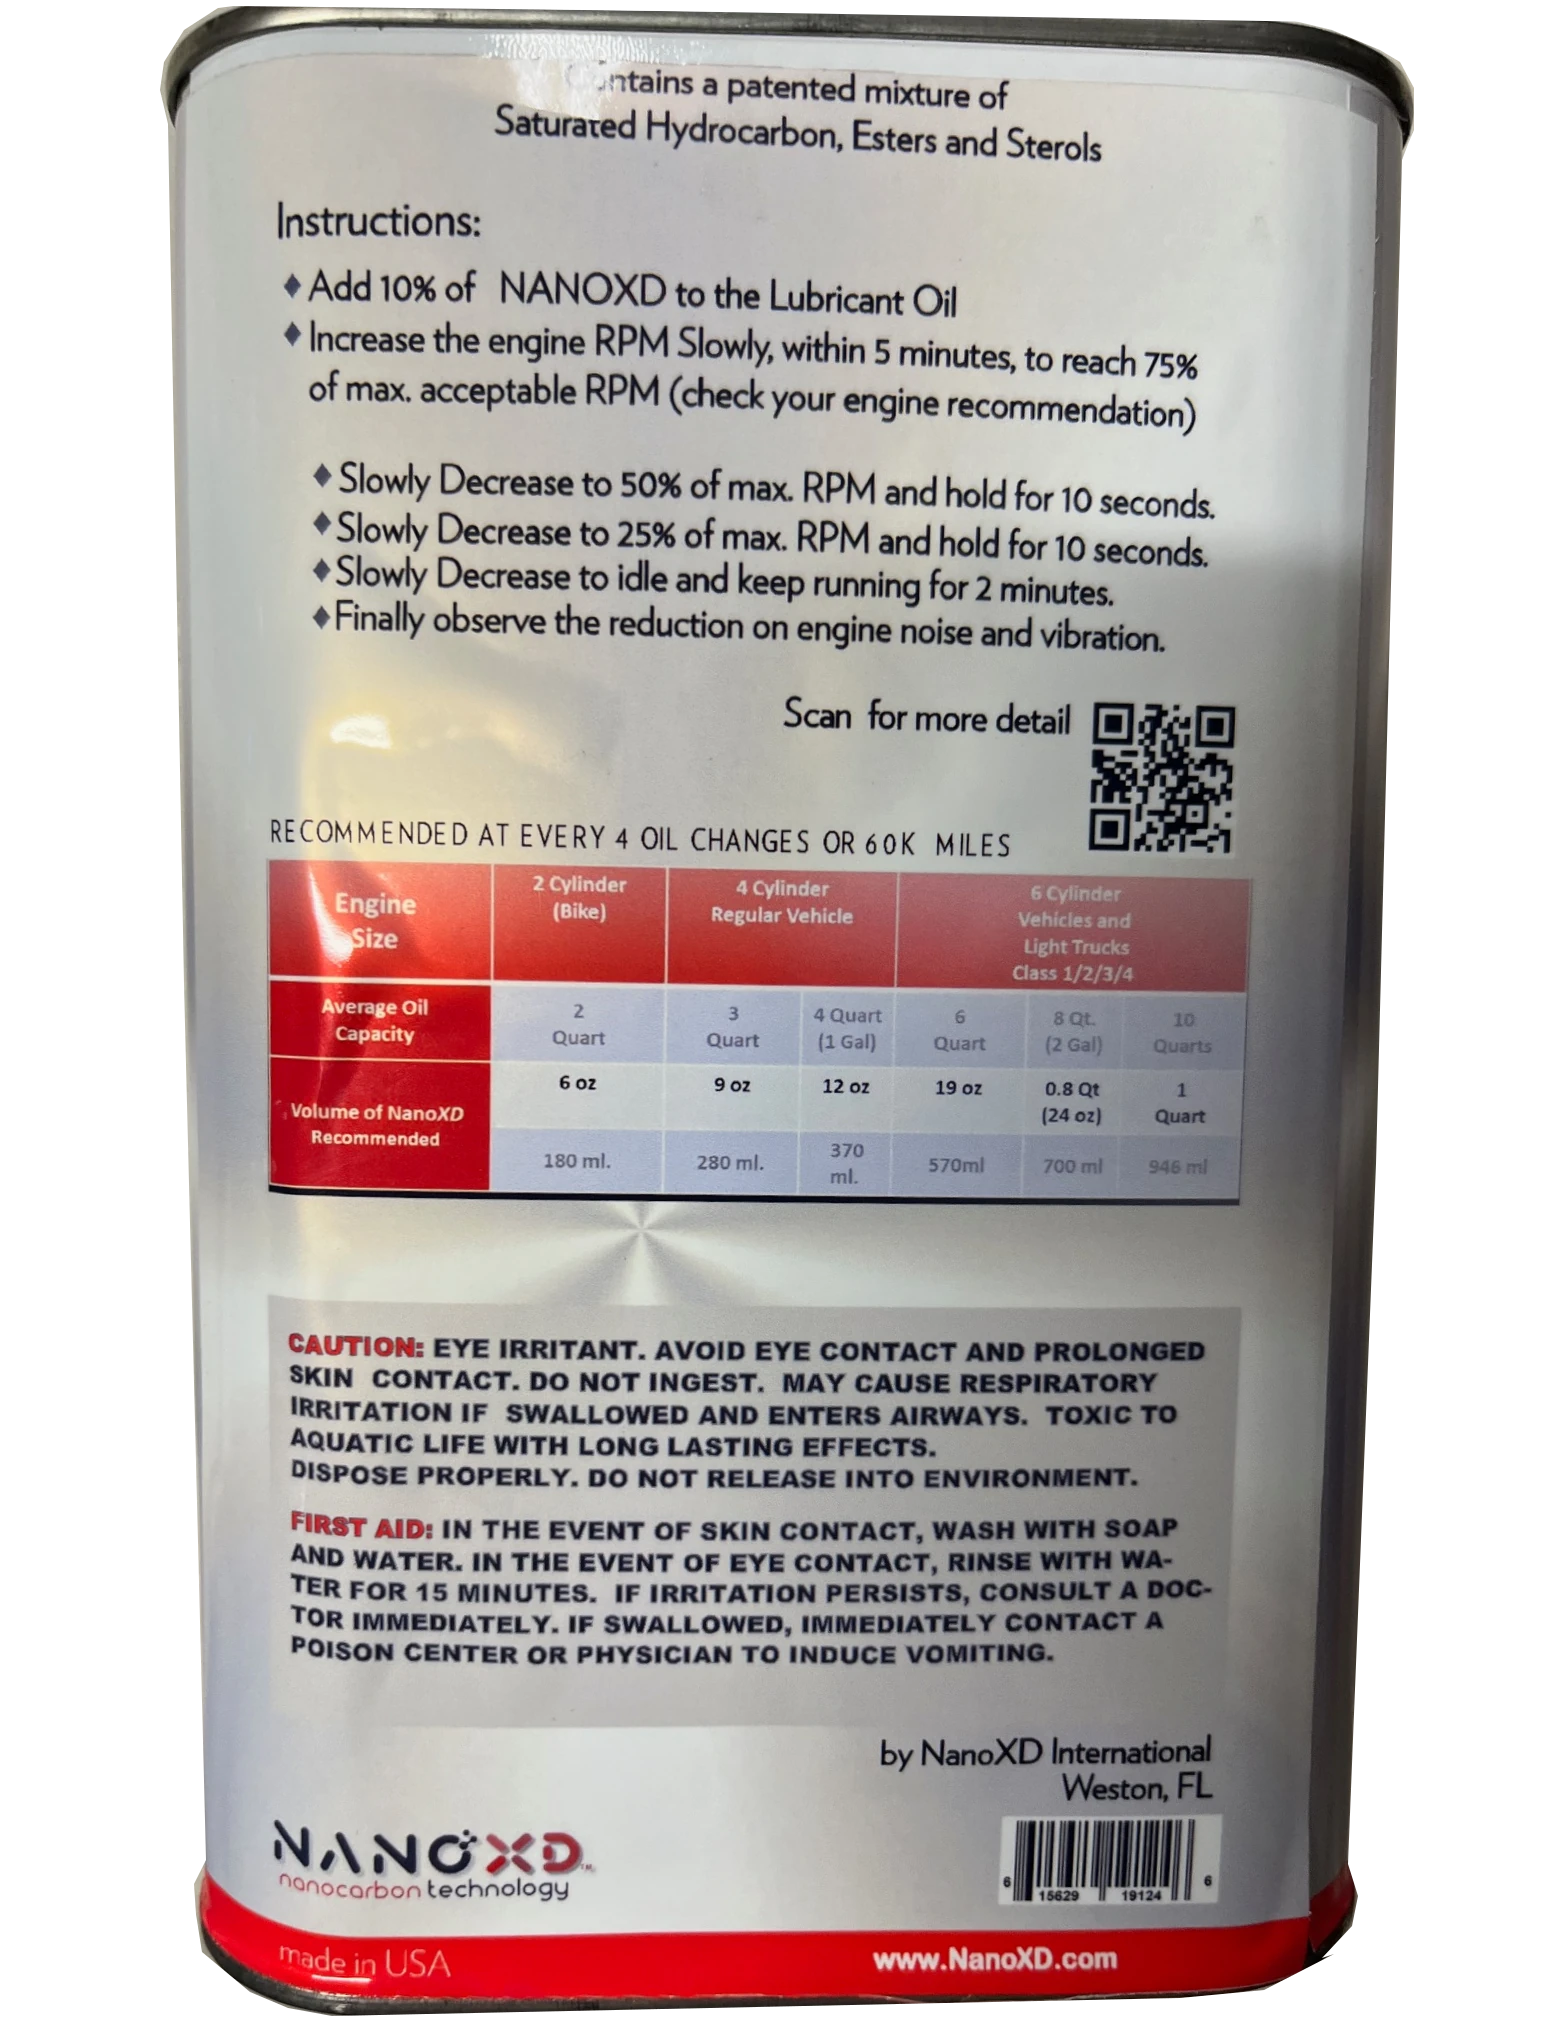 Contains a patented mixture of
Saturated Hydrocarbon, Esters and Sterols
Instructions:
♦ Add 10% of NANOXD to the Lubricant Oil
♦ Increase the engine RPM Slowly, within 5 minutes, to reach 75%
of max. acceptable RPM (check your engine recommendation)
♦ Slowly Decrease to 50% of max. RPM and hold for 10 seconds.
♦ Slowly Decrease to 25% of max. RPM and hold for 10 seconds.
♦ Slowly Decrease to idle and keep running for 2 minutes.
♦ Finally observe the reduction on engine noise and vibration.
Scan for more detail
RECOMMENDED AT EVERY 4 OIL CHANGES OR 60K MILES
Engine
Size
2 Cylinder
(Bike)
4 Cylinder
Regular Vehicle
6 Cylinder
Vehicles and
Light Trucks
Class 1/2/3/4
Average Oil
Capacity
2
Quart
3
Quart
4 Quart
(1 Gal)
6
Quart
8 Qt.
(2 Gal)
10
Quarts
Volume of NanoXD
Recommended
6 oz
9 oz
12 oz
19 oz
0.8 Qt
(24 oz)
1
Quart
180 ml.
280 ml.
370
ml.
570ml
700 ml
946 ml
CAUTION: EYE IRRITANT. AVOID EYE CONTACT AND PROLONGED
SKIN CONTACT. DO NOT INGEST. MAY CAUSE RESPIRATORY
IRRITATION IF SWALLOWED AND ENTERS AIRWAYS. TOXIC TO
AQUATIC LIFE WITH LONG LASTING EFFECTS.
DISPOSE PROPERLY. DO NOT RELEASE INTO ENVIRONMENT.
FIRST AID: IN THE EVENT OF SKIN CONTACT, WASH WITH SOAP
AND WATER. IN THE EVENT OF EYE CONTACT, RINSE WITH WA-
TER FOR 15 MINUTES. IF IRRITATION PERSISTS, CONSULT A DOC-
TOR IMMEDIATELY. IF SWALLOWED, IMMEDIATELY CONTACT A
POISON CENTER OR PHYSICIAN TO INDUCE VOMITING.
by NanoXD International
Weston, FL
NANOXD™
nanocarbon technology
6 15629 19124 6
made in USA
www.NanoXD.com